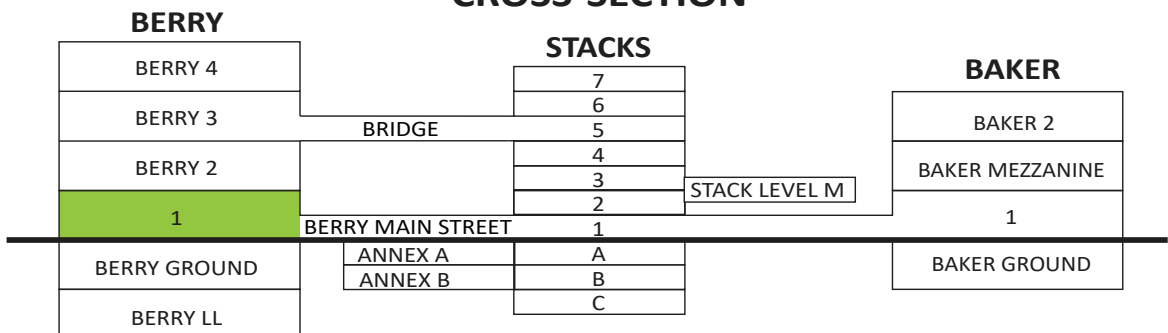 CROSS-SECTION
BERRY
BERRY 4
BERRY 3
BERRY 2
1
BERRY GROUND
BERRY LL
BRIDGE
BERRY MAIN STREET
ANNEX A
ANNEX B
STACKS
7
6
5
4
3
2
1
A
B
C
STACK LEVEL M
BAKER
BAKER 2
BAKER MEZZANINE
1
BAKER GROUND